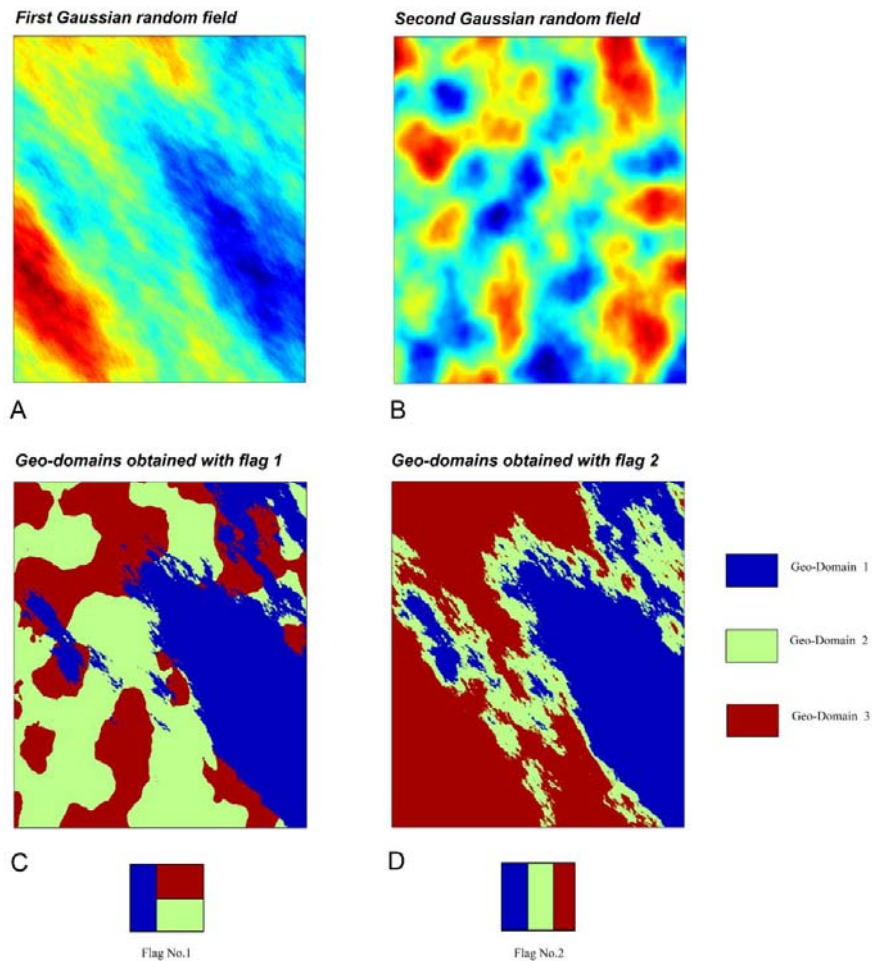 First Gaussian random field
Second Gaussian random field
A
B
Geo-domains obtained with flag 1
Geo-domains obtained with flag 2
Geo-Domain 1
Geo-Domain 2
Geo-Domain 3
C
D
Flag No.1
Flag No.2